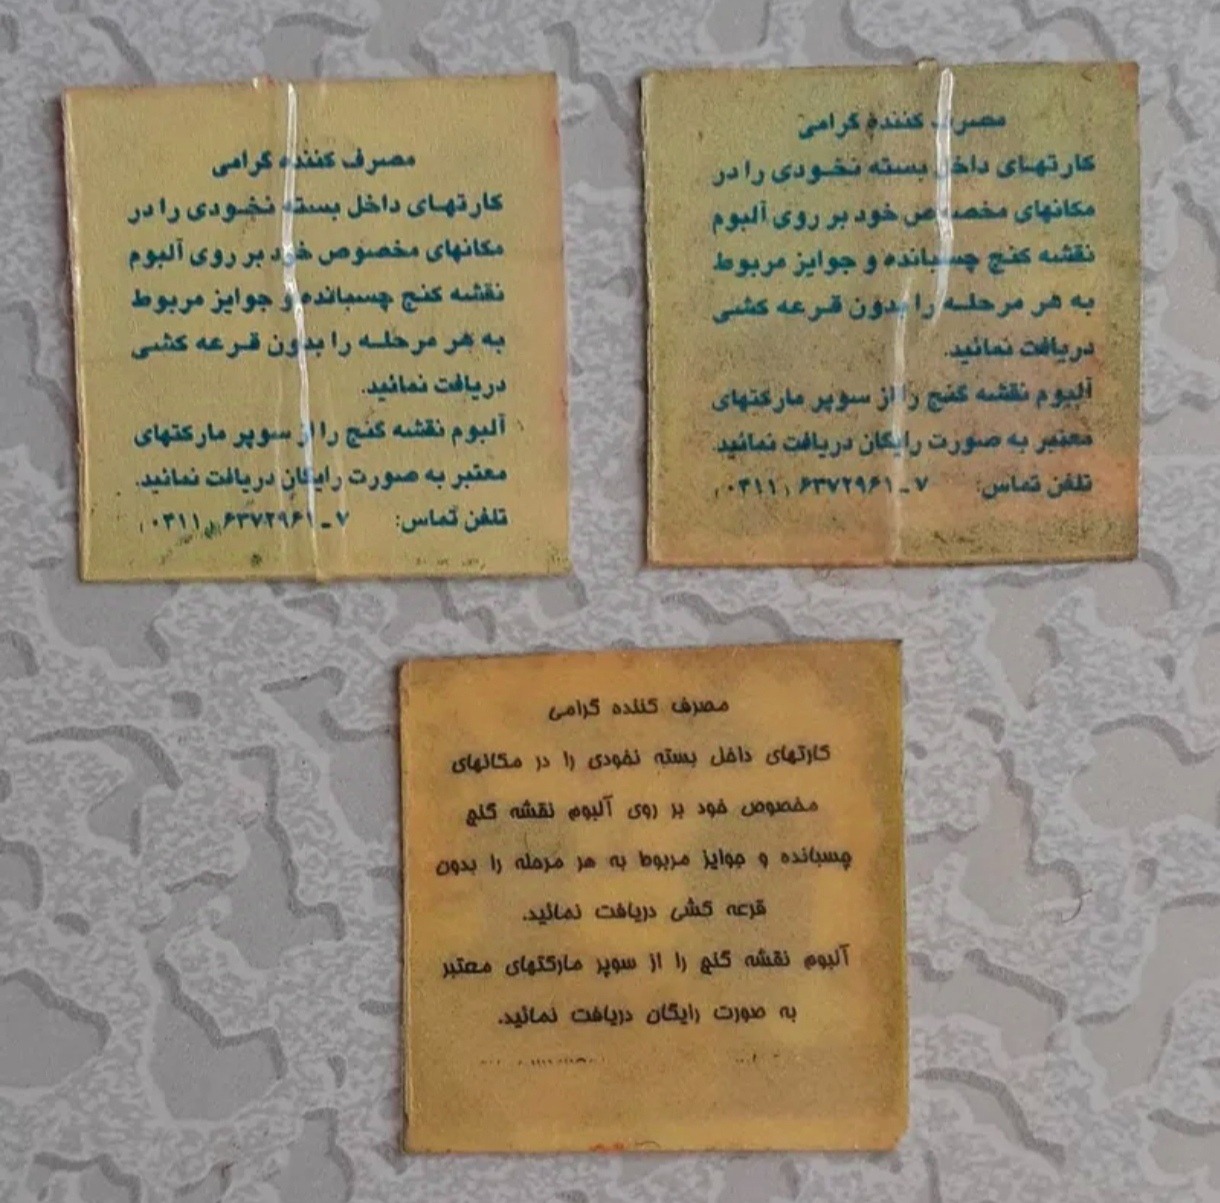 مصرف کننده گرامی
کارتهای داخل بسته نخودی را در
مکانهای مخصوص خود بر روی آلبوم
نقشه گنج چسبانده و جوایز مربوط
به هر مرحله را بدون قرعه کشی
دریافت نمائید.
آلبوم نقشه گنج را از سوپر مارکتهای
معتبر به صورت رایگان دریافت نمائید.
تلفن تماس: ۷ـ۶۳۷۲۹۶۱ (۰۳۱۱)
مصرف کننده گرامی
کارتهای داخل بسته نخودی را در
مکانهای مخصوص خود بر روی آلبوم
نقشه گنج چسبانده و جوایز مربوط
به هر مرحله را بدون قرعه کشی
دریافت نمائید.
آلبوم نقشه گنج را از سوپر مارکتهای
معتبر به صورت رایگان دریافت نمائید.
تلفن تماس: ۷ـ۶۳۷۲۹۶۱ (۰۳۱۱)
مصرف کننده گرامی
کارتهای داخل بسته نخودی را در مکانهای
مخصوص خود بر روی آلبوم نقشه گنج
چسبانده و جوایز مربوط به هر مرحله را بدون
قرعه کشی دریافت نمائید.
آلبوم نقشه گنج را از سوپر مارکتهای معتبر
به صورت رایگان دریافت نمائید.